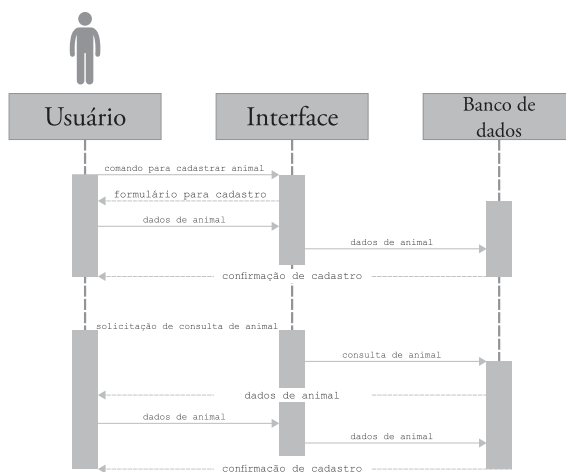 Usuário
Interface
Banco de
dados
comando para cadastrar animal
formulário para cadastro
dados de animal
dados de animal
confirmação de cadastro
solicitação de consulta de animal
consulta de animal
dados de animal
dados de animal
dados de animal
confirmação de cadastro